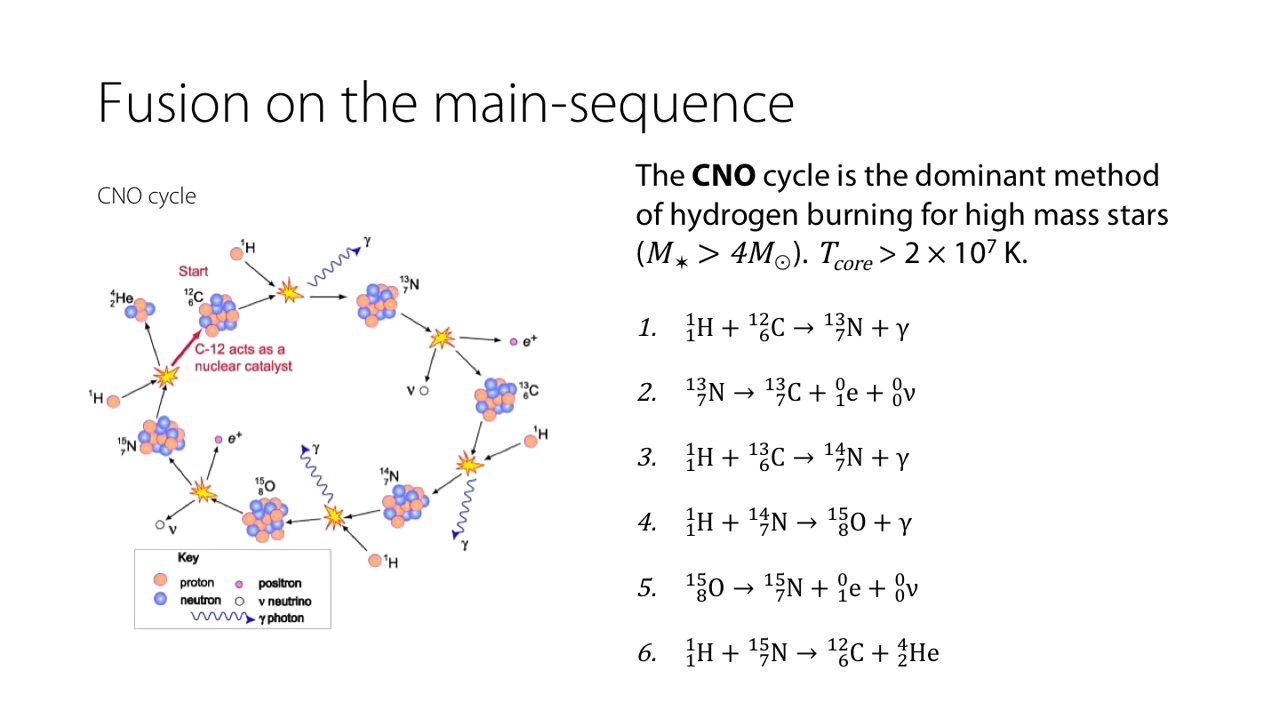 Fusion on the main-sequence
CNO cycle
The CNO cycle is the dominant method
of hydrogen burning for high mass stars
(M⋆ > 4M☉). T_core > 2 × 10⁷ K.
1. ¹₁H + ¹²₆C → ¹³₇N + γ
2. ¹³₇N → ¹³₇C + ⁰₁e + ⁰₀ν
3. ¹₁H + ¹³₆C → ¹⁴₇N + γ
4. ¹₁H + ¹⁴₇N → ¹⁵₈O + γ
5. ¹⁵₈O → ¹⁵₇N + ⁰₁e + ⁰₀ν
6. ¹₁H + ¹⁵₇N → ¹²₆C + ⁴₂He
¹H
γ
Start
¹²₆C
¹³₇N
⁴₂He
e⁺
C-12 acts as a
nuclear catalyst
ν
¹³₆C
¹H
¹H
¹⁵₇N
e⁺
γ
¹⁴₇N
¹⁵₈O
ν
γ
¹H
Key
proton
positron
neutron
ν neutrino
γ photon